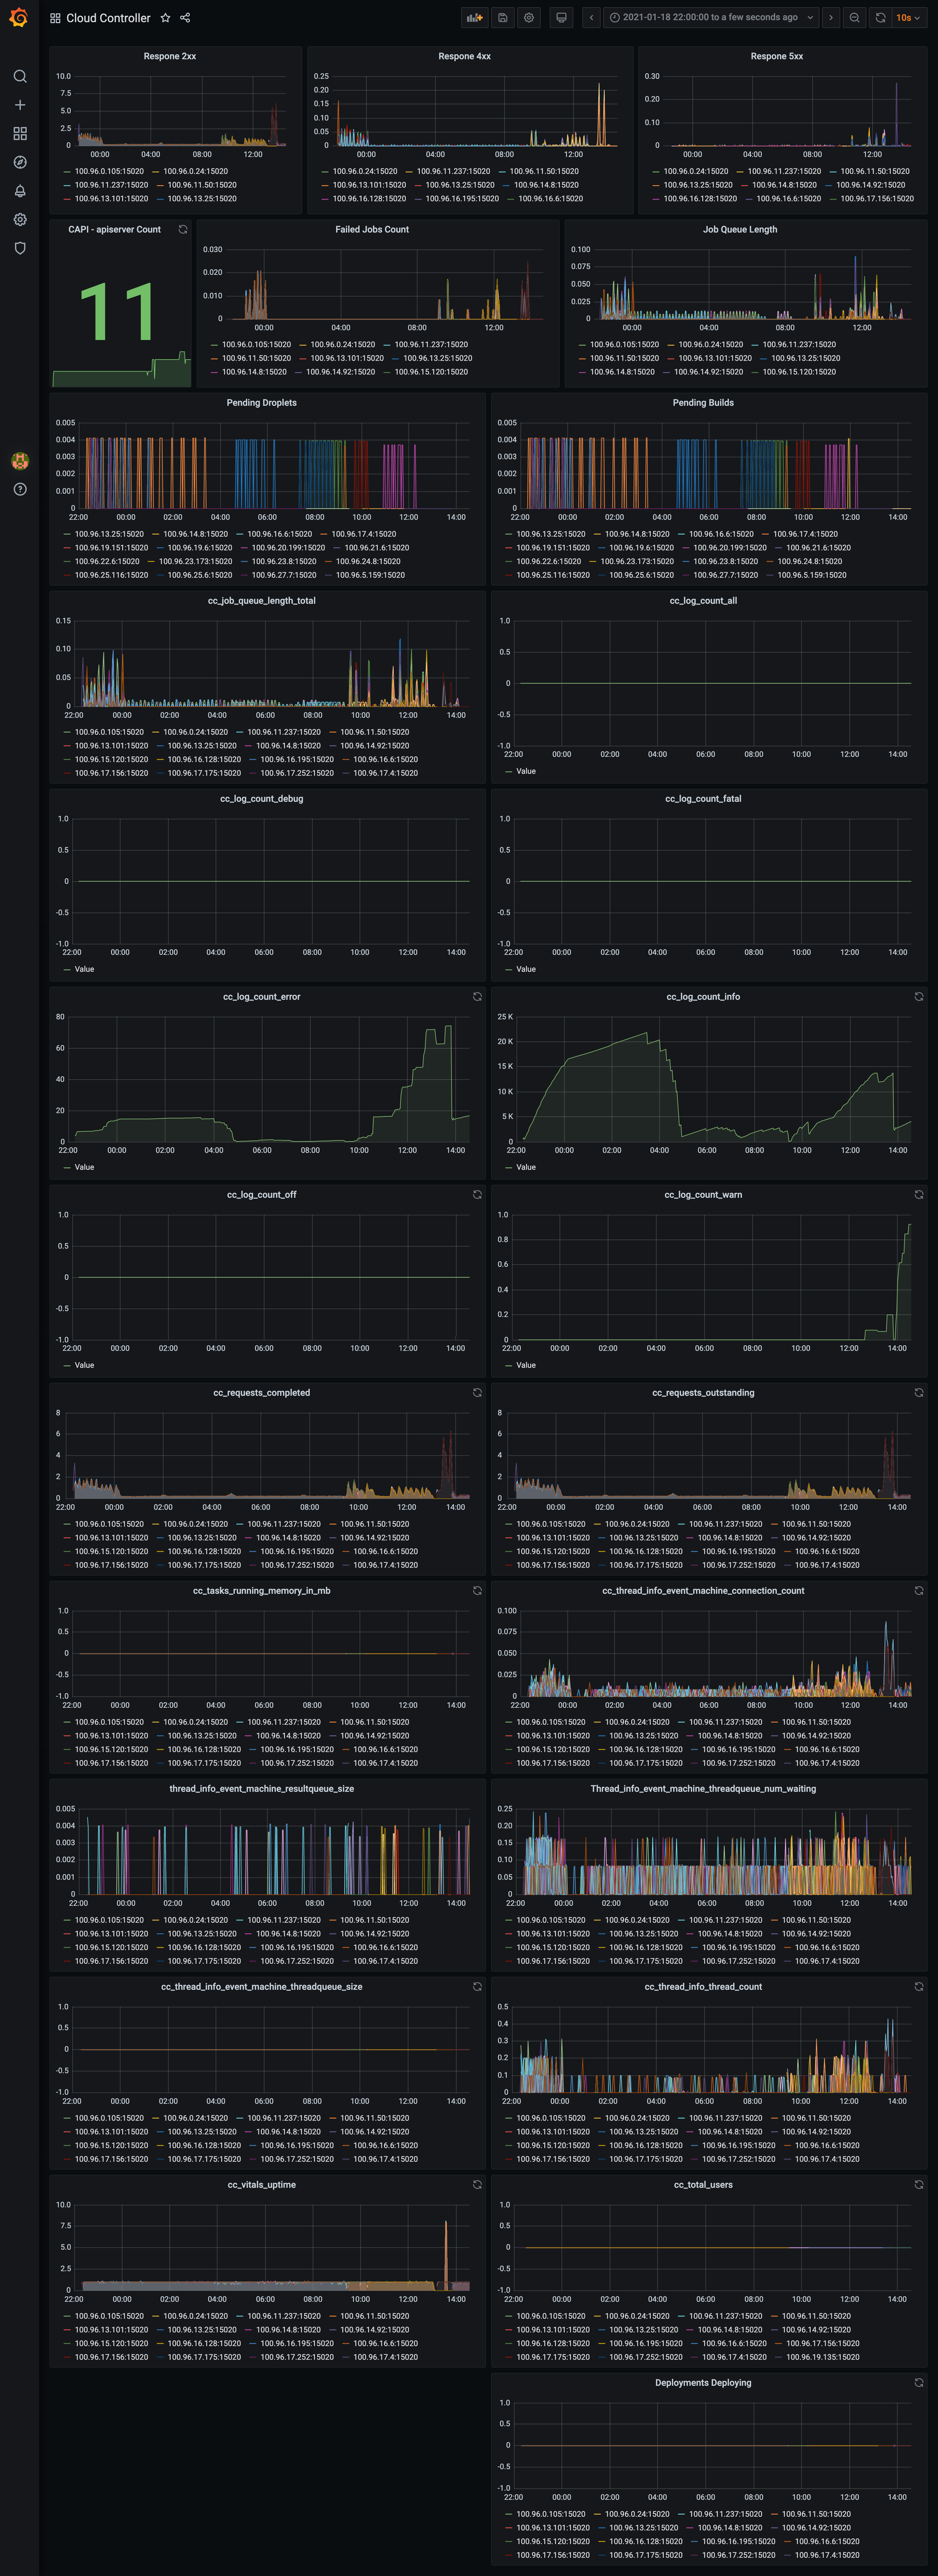 Cloud Controller
2021-01-18 22:00:00 to a few seconds ago
10s
Respone 2xx
10.0
7.5
5.0
2.5
0
00:00 04:00 08:00 12:00
100.96.0.105:15020 100.96.0.24:15020
100.96.11.237:15020 100.96.11.50:15020
100.96.13.101:15020 100.96.13.25:15020
Respone 4xx
0.25
0.20
0.15
0.10
0.05
0
00:00 04:00 08:00 12:00
100.96.0.24:15020 100.96.11.237:15020 100.96.11.50:15020
100.96.13.101:15020 100.96.13.25:15020 100.96.14.8:15020
100.96.16.128:15020 100.96.16.195:15020 100.96.16.6:15020
Respone 5xx
0.30
0.20
0.10
0
00:00 04:00 08:00 12:00
100.96.0.24:15020 100.96.11.237:15020 100.96.11.50:15020
100.96.13.25:15020 100.96.14.8:15020 100.96.14.92:15020
100.96.16.128:15020 100.96.16.6:15020 100.96.17.156:15020
CAPI - apiserver Count
11
Failed Jobs Count
0.030
0.020
0.010
0
00:00 04:00 08:00 12:00
100.96.0.105:15020 100.96.0.24:15020 100.96.11.237:15020
100.96.11.50:15020 100.96.13.101:15020 100.96.13.25:15020
100.96.14.8:15020 100.96.14.92:15020 100.96.15.120:15020
Job Queue Length
0.100
0.075
0.050
0.025
0
00:00 04:00 08:00 12:00
100.96.0.105:15020 100.96.0.24:15020 100.96.11.237:15020
100.96.11.50:15020 100.96.13.101:15020 100.96.13.25:15020
100.96.14.8:15020 100.96.14.92:15020 100.96.15.120:15020
Pending Droplets
0.005
0.004
0.003
0.002
0.001
0
22:00 00:00 02:00 04:00 06:00 08:00 10:00 12:00 14:00
100.96.13.25:15020 100.96.14.8:15020 100.96.16.6:15020 100.96.17.4:15020
100.96.19.151:15020 100.96.19.6:15020 100.96.20.199:15020 100.96.21.6:15020
100.96.22.6:15020 100.96.23.173:15020 100.96.23.8:15020 100.96.24.8:15020
100.96.25.116:15020 100.96.25.6:15020 100.96.27.7:15020 100.96.5.159:15020
Pending Builds
0.005
0.004
0.003
0.002
0.001
0
22:00 00:00 02:00 04:00 06:00 08:00 10:00 12:00 14:00
100.96.13.25:15020 100.96.14.8:15020 100.96.16.6:15020 100.96.17.4:15020
100.96.19.151:15020 100.96.19.6:15020 100.96.20.199:15020 100.96.21.6:15020
100.96.22.6:15020 100.96.23.173:15020 100.96.23.8:15020 100.96.24.8:15020
100.96.25.116:15020 100.96.25.6:15020 100.96.27.7:15020 100.96.5.159:15020
cc_job_queue_length_total
0.15
0.10
0.05
0
22:00 00:00 02:00 04:00 06:00 08:00 10:00 12:00 14:00
100.96.0.105:15020 100.96.0.24:15020 100.96.11.237:15020 100.96.11.50:15020
100.96.13.101:15020 100.96.13.25:15020 100.96.14.8:15020 100.96.14.92:15020
100.96.15.120:15020 100.96.16.128:15020 100.96.16.195:15020 100.96.16.6:15020
100.96.17.156:15020 100.96.17.175:15020 100.96.17.252:15020 100.96.17.4:15020
cc_log_count_all
1.0
0.5
0
-0.5
-1.0
22:00 00:00 02:00 04:00 06:00 08:00 10:00 12:00 14:00
Value
cc_log_count_debug
1.0
0.5
0
-0.5
-1.0
22:00 00:00 02:00 04:00 06:00 08:00 10:00 12:00 14:00
Value
cc_log_count_fatal
1.0
0.5
0
-0.5
-1.0
22:00 00:00 02:00 04:00 06:00 08:00 10:00 12:00 14:00
Value
cc_log_count_error
80
60
40
20
0
22:00 00:00 02:00 04:00 06:00 08:00 10:00 12:00 14:00
Value
cc_log_count_info
25 K
20 K
15 K
10 K
5 K
0
22:00 00:00 02:00 04:00 06:00 08:00 10:00 12:00 14:00
Value
cc_log_count_off
1.0
0.5
0
-0.5
-1.0
22:00 00:00 02:00 04:00 06:00 08:00 10:00 12:00 14:00
Value
cc_log_count_warn
1.0
0.8
0.6
0.4
0.2
0
22:00 00:00 02:00 04:00 06:00 08:00 10:00 12:00 14:00
Value
cc_requests_completed
8
6
4
2
0
22:00 00:00 02:00 04:00 06:00 08:00 10:00 12:00 14:00
100.96.0.105:15020 100.96.0.24:15020 100.96.11.237:15020 100.96.11.50:15020
100.96.13.101:15020 100.96.13.25:15020 100.96.14.8:15020 100.96.14.92:15020
100.96.15.120:15020 100.96.16.128:15020 100.96.16.195:15020 100.96.16.6:15020
100.96.17.156:15020 100.96.17.175:15020 100.96.17.252:15020 100.96.17.4:15020
cc_requests_outstanding
8
6
4
2
0
22:00 00:00 02:00 04:00 06:00 08:00 10:00 12:00 14:00
100.96.0.105:15020 100.96.0.24:15020 100.96.11.237:15020 100.96.11.50:15020
100.96.13.101:15020 100.96.13.25:15020 100.96.14.8:15020 100.96.14.92:15020
100.96.15.120:15020 100.96.16.128:15020 100.96.16.195:15020 100.96.16.6:15020
100.96.17.156:15020 100.96.17.175:15020 100.96.17.252:15020 100.96.17.4:15020
cc_tasks_running_memory_in_mb
1.0
0.5
0
-0.5
-1.0
22:00 00:00 02:00 04:00 06:00 08:00 10:00 12:00 14:00
100.96.0.105:15020 100.96.0.24:15020 100.96.11.237:15020 100.96.11.50:15020
100.96.13.101:15020 100.96.13.25:15020 100.96.14.8:15020 100.96.14.92:15020
100.96.15.120:15020 100.96.16.128:15020 100.96.16.195:15020 100.96.16.6:15020
100.96.17.156:15020 100.96.17.175:15020 100.96.17.252:15020 100.96.17.4:15020
cc_thread_info_event_machine_connection_count
0.100
0.075
0.050
0.025
0
22:00 00:00 02:00 04:00 06:00 08:00 10:00 12:00 14:00
100.96.0.105:15020 100.96.0.24:15020 100.96.11.237:15020 100.96.11.50:15020
100.96.13.101:15020 100.96.13.25:15020 100.96.14.8:15020 100.96.14.92:15020
100.96.15.120:15020 100.96.16.128:15020 100.96.16.195:15020 100.96.16.6:15020
100.96.17.156:15020 100.96.17.175:15020 100.96.17.252:15020 100.96.17.4:15020
thread_info_event_machine_resultqueue_size
0.005
0.004
0.003
0.002
0.001
0
22:00 00:00 02:00 04:00 06:00 08:00 10:00 12:00 14:00
100.96.0.105:15020 100.96.0.24:15020 100.96.11.237:15020 100.96.11.50:15020
100.96.13.101:15020 100.96.13.25:15020 100.96.14.8:15020 100.96.14.92:15020
100.96.15.120:15020 100.96.16.128:15020 100.96.16.195:15020 100.96.16.6:15020
100.96.17.156:15020 100.96.17.175:15020 100.96.17.252:15020 100.96.17.4:15020
Thread_info_event_machine_threadqueue_num_waiting
0.25
0.20
0.15
0.10
0.05
0
22:00 00:00 02:00 04:00 06:00 08:00 10:00 12:00 14:00
100.96.0.105:15020 100.96.0.24:15020 100.96.11.237:15020 100.96.11.50:15020
100.96.13.101:15020 100.96.13.25:15020 100.96.14.8:15020 100.96.14.92:15020
100.96.15.120:15020 100.96.16.128:15020 100.96.16.195:15020 100.96.16.6:15020
100.96.17.156:15020 100.96.17.175:15020 100.96.17.252:15020 100.96.17.4:15020
cc_thread_info_event_machine_threadqueue_size
1.0
0.5
0
-0.5
-1.0
22:00 00:00 02:00 04:00 06:00 08:00 10:00 12:00 14:00
100.96.0.105:15020 100.96.0.24:15020 100.96.11.237:15020 100.96.11.50:15020
100.96.13.101:15020 100.96.13.25:15020 100.96.14.8:15020 100.96.14.92:15020
100.96.15.120:15020 100.96.16.128:15020 100.96.16.195:15020 100.96.16.6:15020
100.96.17.156:15020 100.96.17.175:15020 100.96.17.252:15020 100.96.17.4:15020
cc_thread_info_thread_count
0.5
0.4
0.3
0.2
0.1
0
22:00 00:00 02:00 04:00 06:00 08:00 10:00 12:00 14:00
100.96.0.105:15020 100.96.0.24:15020 100.96.11.237:15020 100.96.11.50:15020
100.96.13.101:15020 100.96.13.25:15020 100.96.14.8:15020 100.96.14.92:15020
100.96.15.120:15020 100.96.16.128:15020 100.96.16.195:15020 100.96.16.6:15020
100.96.17.156:15020 100.96.17.175:15020 100.96.17.252:15020 100.96.17.4:15020
cc_vitals_uptime
10.0
7.5
5.0
2.5
0
22:00 00:00 02:00 04:00 06:00 08:00 10:00 12:00 14:00
100.96.0.105:15020 100.96.0.24:15020 100.96.11.237:15020 100.96.11.50:15020
100.96.13.101:15020 100.96.13.25:15020 100.96.14.8:15020 100.96.14.92:15020
100.96.15.120:15020 100.96.16.128:15020 100.96.16.195:15020 100.96.16.6:15020
100.96.17.156:15020 100.96.17.175:15020 100.96.17.252:15020 100.96.17.4:15020
cc_total_users
1.0
0.5
0
-0.5
-1.0
22:00 00:00 02:00 04:00 06:00 08:00 10:00 12:00 14:00
100.96.0.105:15020 100.96.0.24:15020 100.96.11.237:15020 100.96.11.50:15020
100.96.13.101:15020 100.96.13.25:15020 100.96.14.8:15020 100.96.14.92:15020
100.96.16.128:15020 100.96.16.195:15020 100.96.16.6:15020 100.96.17.156:15020
100.96.17.175:15020 100.96.17.252:15020 100.96.17.4:15020 100.96.19.135:15020
Deployments Deploying
1.0
0.5
0
-0.5
-1.0
22:00 00:00 02:00 04:00 06:00 08:00 10:00 12:00 14:00
100.96.0.105:15020 100.96.0.24:15020 100.96.11.237:15020 100.96.11.50:15020
100.96.13.101:15020 100.96.13.25:15020 100.96.14.8:15020 100.96.14.92:15020
100.96.15.120:15020 100.96.16.128:15020 100.96.16.195:15020 100.96.16.6:15020
100.96.17.156:15020 100.96.17.175:15020 100.96.17.252:15020 100.96.17.4:15020